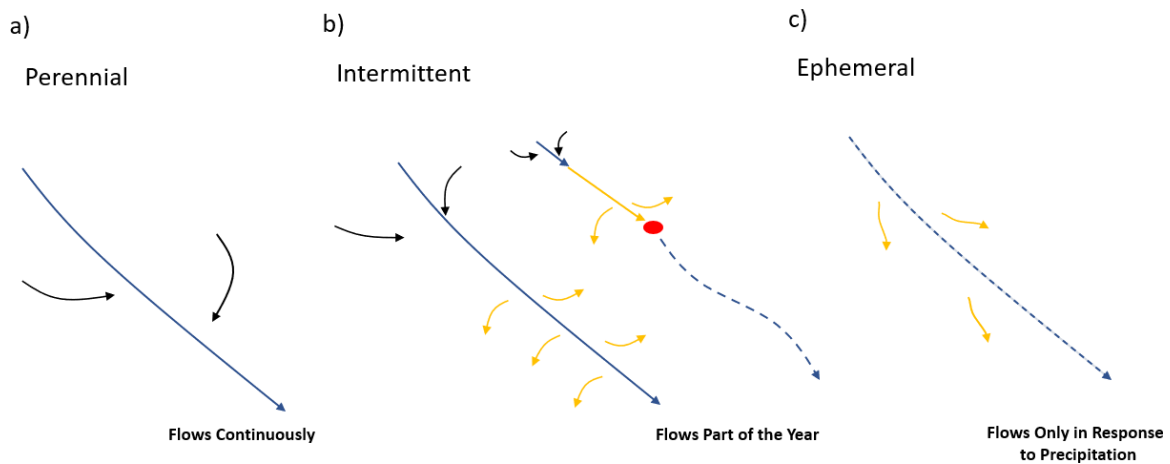 a)
Perennial
Flows Continuously
b)
Intermittent
Flows Part of the Year
c)
Ephemeral
Flows Only in Response
to Precipitation